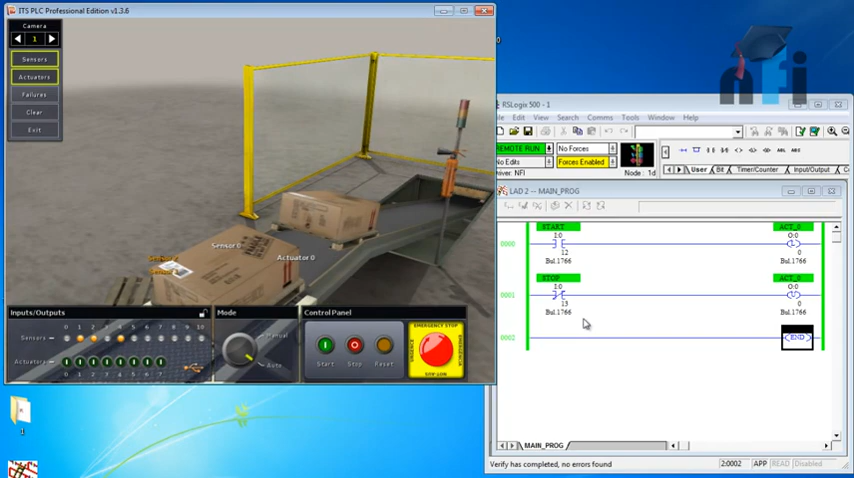 ITS PLC Professional Edition v1.3.6
Camera
1
Sensors
Actuators
Failures
Clear
Exit
Sensor 0
Actuator 0
Inputs/Outputs
0 1 2 3 4 5 6 7 8 9 10
Sensors
Actuators
0 1 2 3 4 5 6 7
Mode
Manual
Auto
Control Panel
Start
Stop
Reset
EMERGENCY STOP
nfi
RSLogix 500 - 1
Edit View Search Comms Tools Window Help
REMOTE RUN
No Forces
No Edits
Forces Enabled
Driver: NFI
Node : 1d
User Bit Timer/Counter Input/Output
LAD 2 -- MAIN_PROG
0000
START
I:0
12
Bul.1766
ACT_0
O:0
L
0
Bul.1766
0001
STOP
I:0
13
Bul.1766
ACT_0
O:0
U
0
Bul.1766
0002
END
MAIN_PROG
Verify has completed, no errors found
2:0002 APP READ Disabled
1